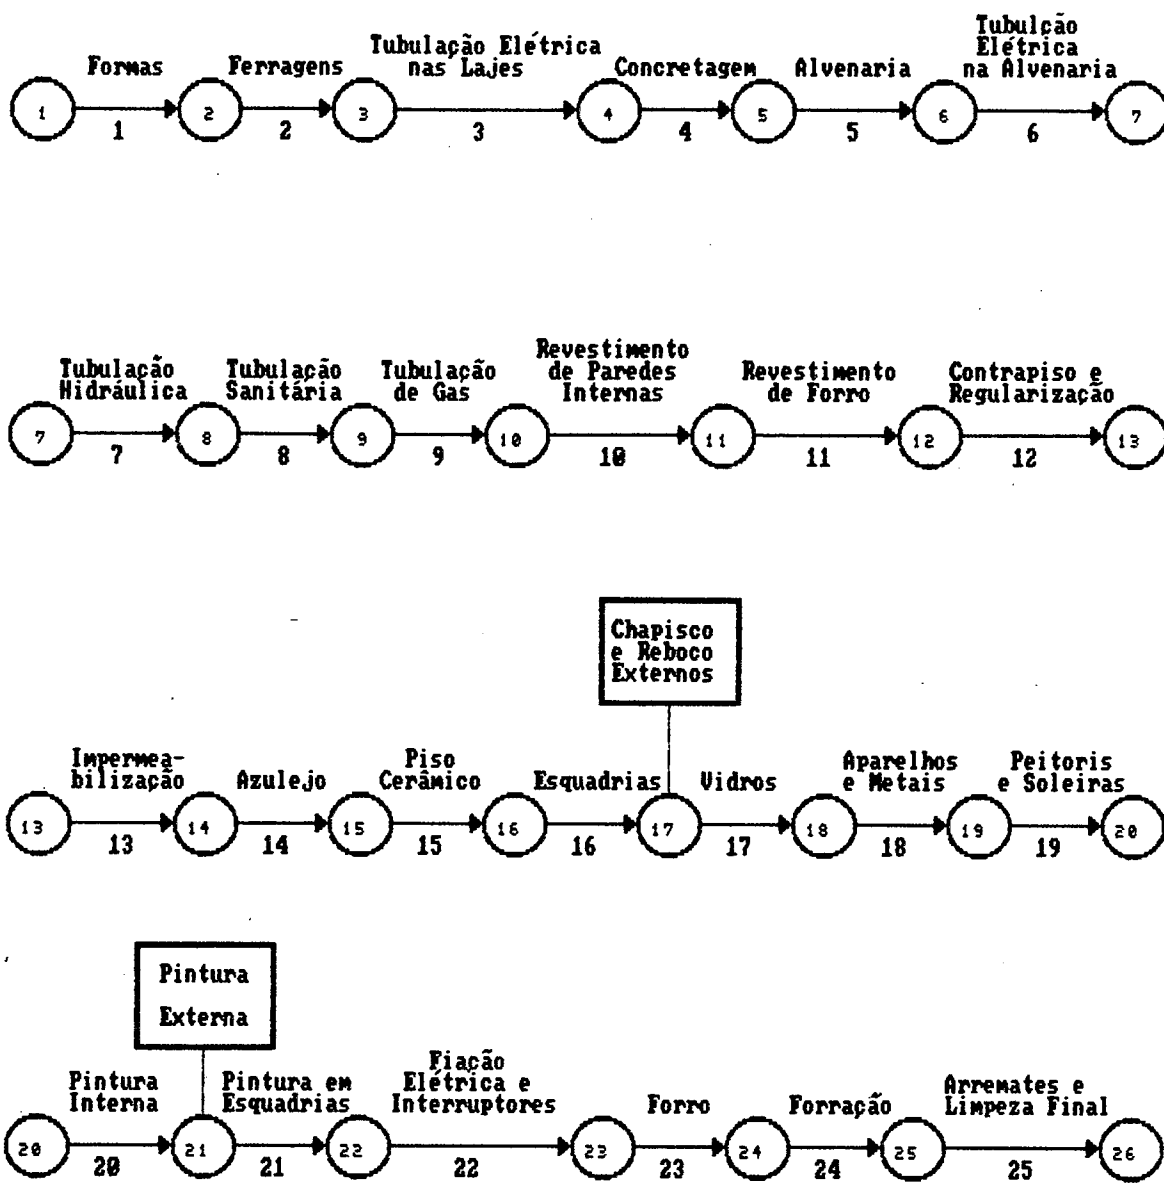 Formas
Ferragens
Tubulação Elétrica
nas Lajes
Concretagem
Alvenaria
Tubulção
Elétrica
na Alvenaria
1
2
3
4
5
6
7
1
2
3
4
5
6
Tubulação
Hidráulica
Tubulação
Sanitária
Tubulação
de Gas
Revestimento
de Paredes
Internas
Revestimento
de Forro
Contrapiso e
Regularização
7
8
9
10
11
12
13
7
8
9
10
11
12
Chapisco
e Reboco
Externos
Impermea-
bilização
Azulejo
Piso
Cerâmico
Esquadrias
Vidros
Aparelhos
e Metais
Peitoris
e Soleiras
13
14
15
16
17
18
19
20
13
14
15
16
17
18
19
Pintura
Externa
Pintura
Interna
Pintura em
Esquadrias
Fiação
Elétrica e
Interruptores
Forro
Forração
Arremates e
Limpeza Final
20
21
22
23
24
25
26
20
21
22
23
24
25